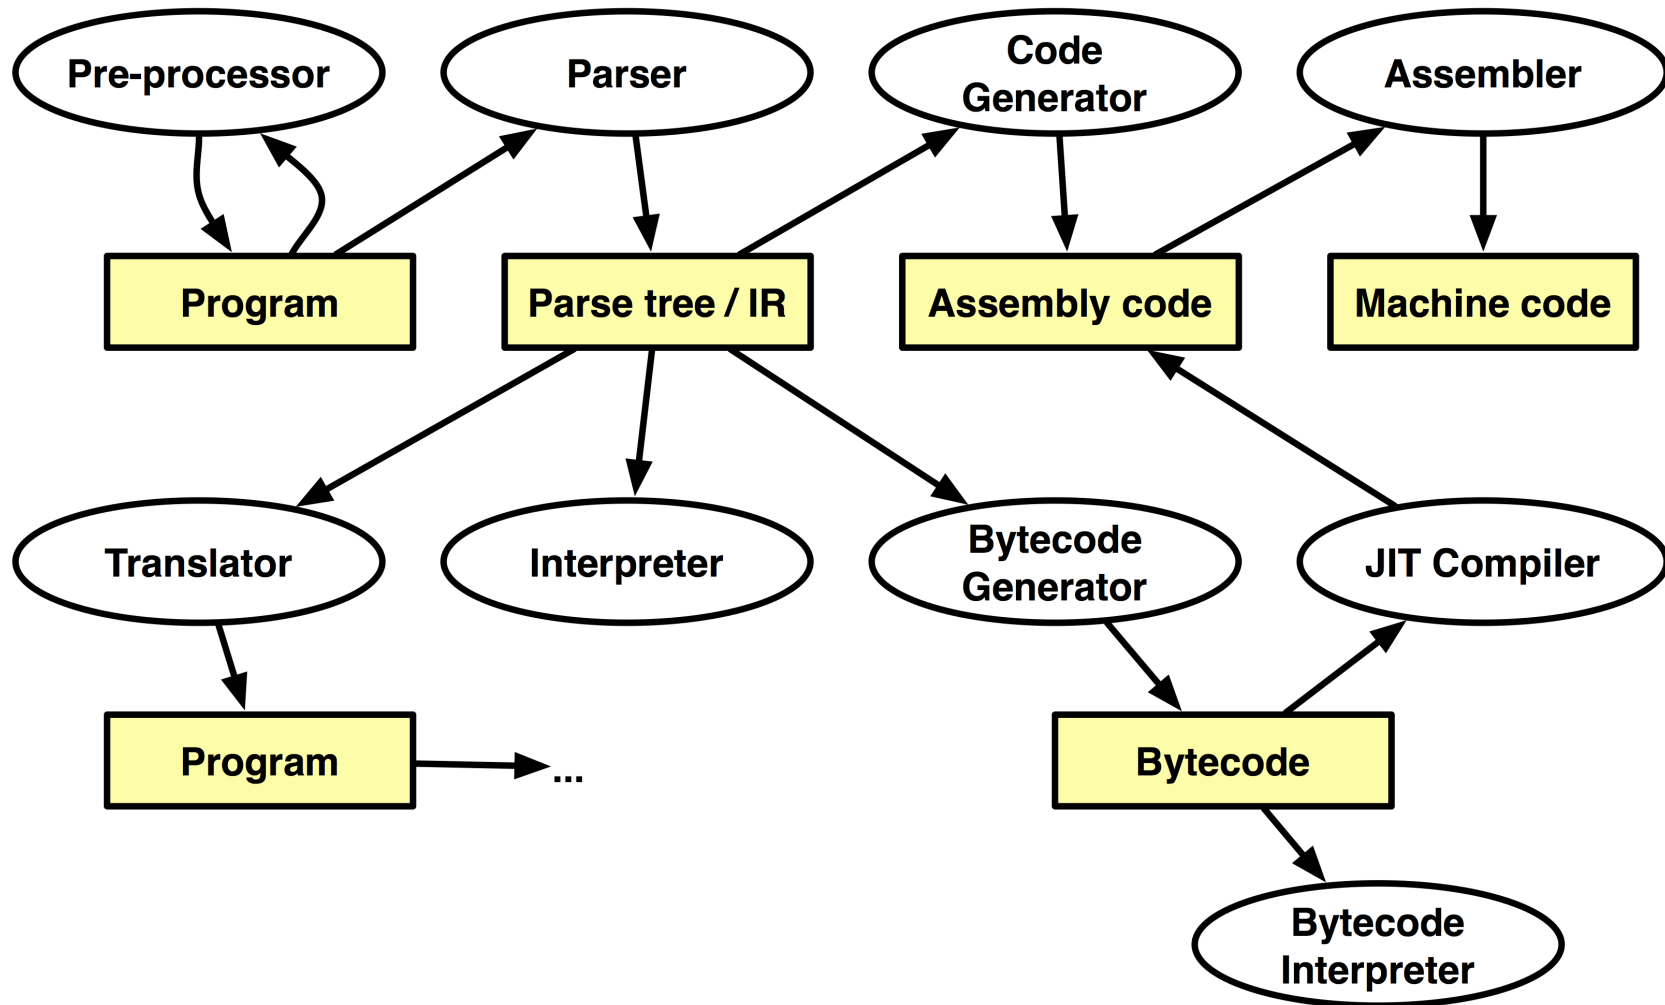 Pre-processor
Parser
Code
Generator
Assembler
Program
Parse tree / IR
Assembly code
Machine code
Translator
Interpreter
Bytecode
Generator
JIT Compiler
Program
...
Bytecode
Bytecode
Interpreter